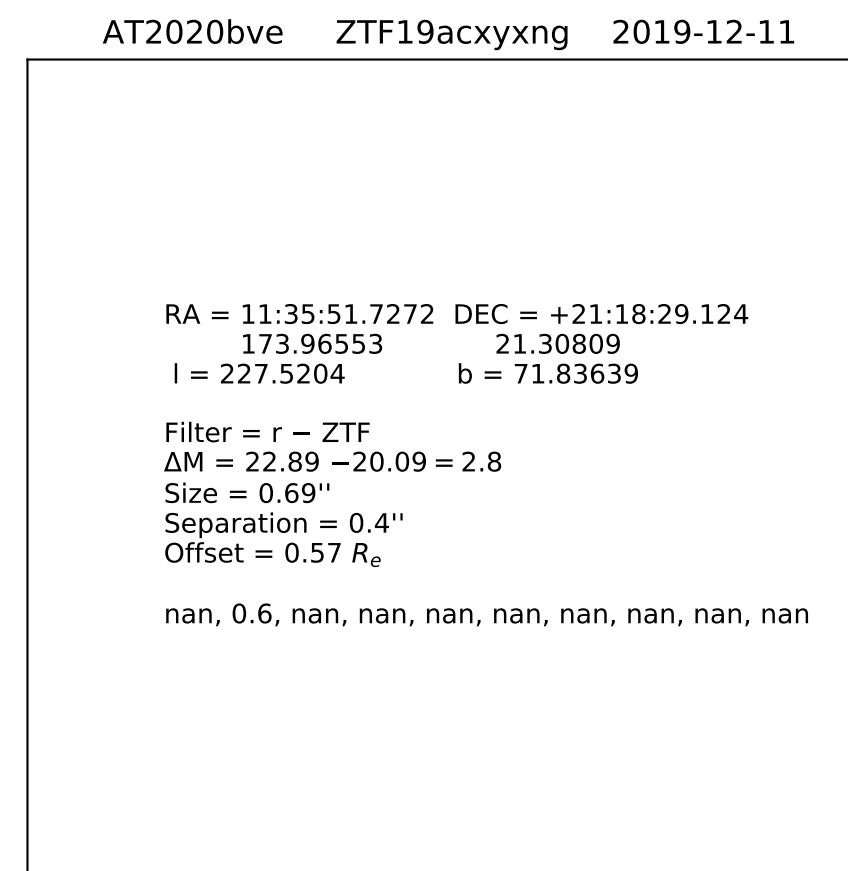 AT2020bve ZTF19acxyxng 2019-12-11
RA = 11:35:51.7272 DEC = +21:18:29.124
173.96553 21.30809
l = 227.5204 b = 71.83639
Filter = r − ZTF
ΔM = 22.89 −20.09 = 2.8
Size = 0.69''
Separation = 0.4''
Offset = 0.57 Re
nan, 0.6, nan, nan, nan, nan, nan, nan, nan, nan